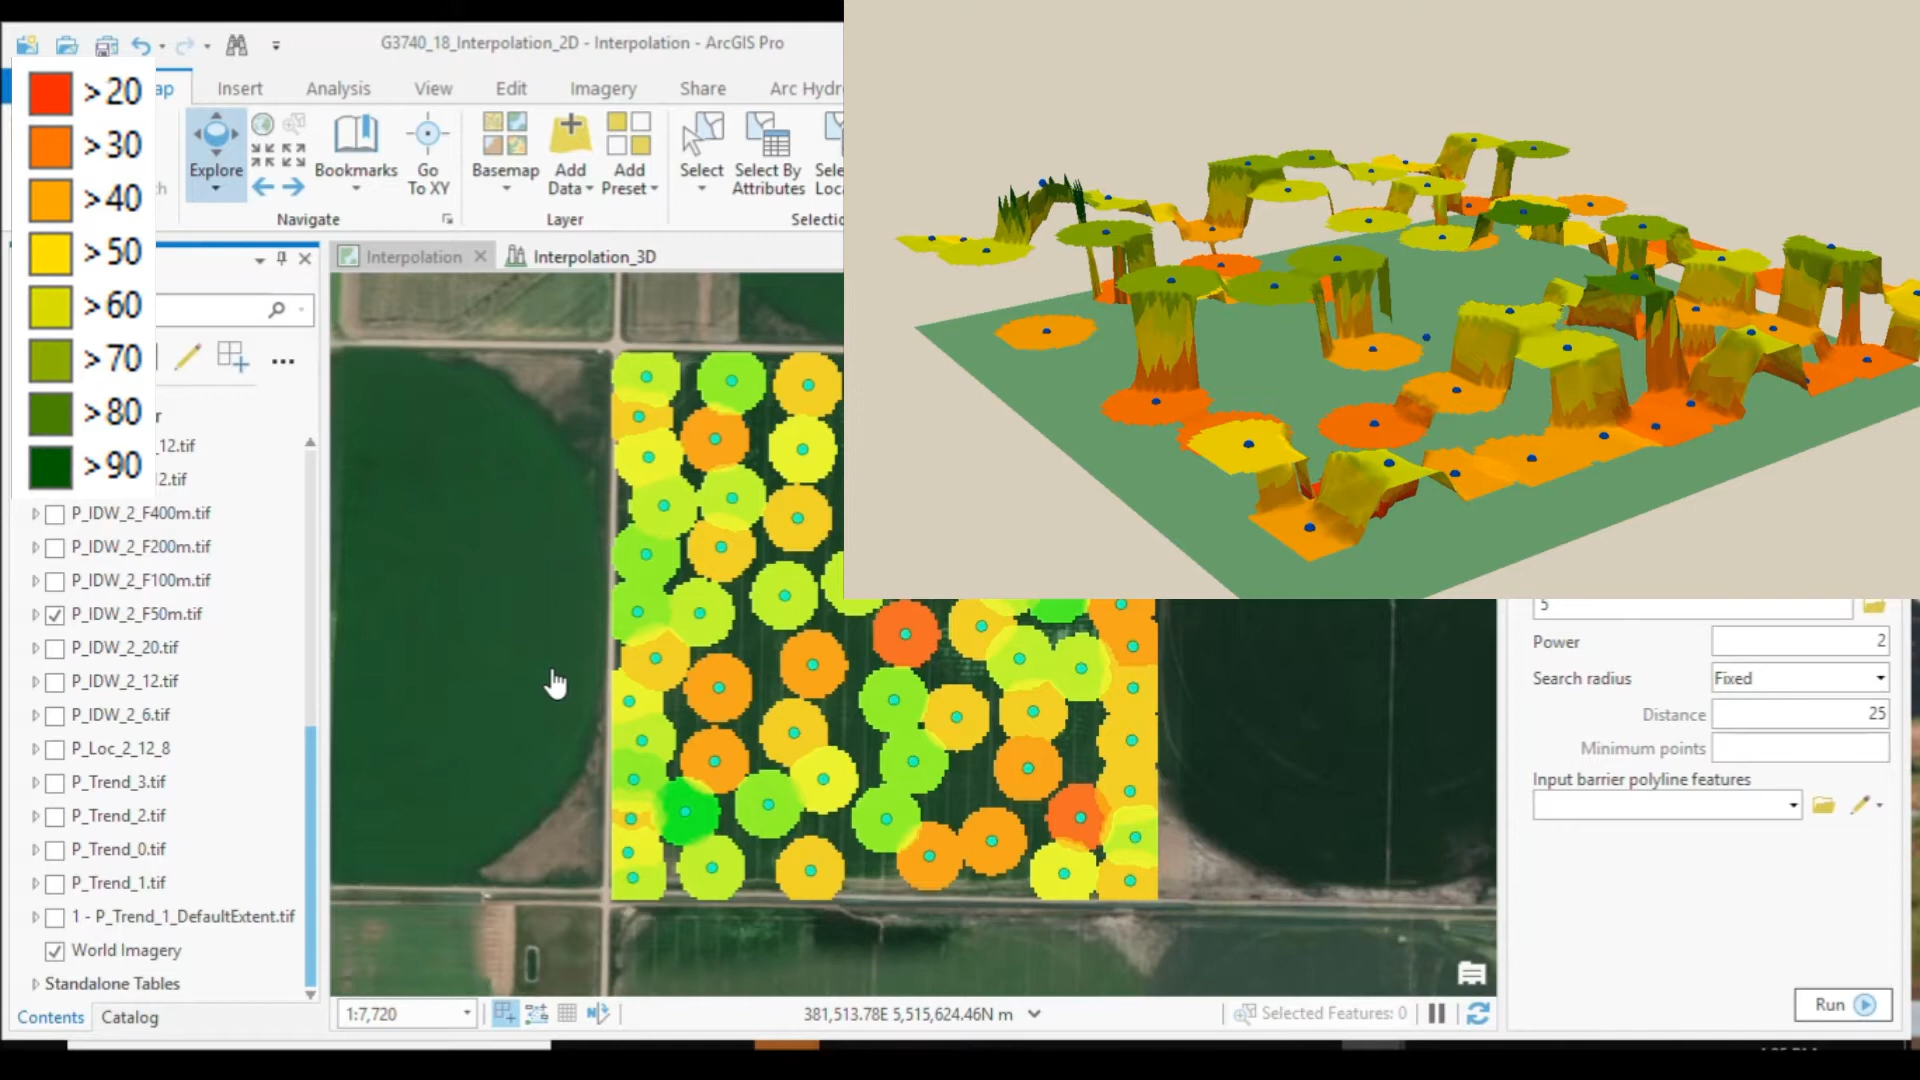 G3740_18_Interpolation_2D - Interpolation - ArcGIS Pro
Insert
Analysis
View
Edit
Imagery
Share
Arc Hydr
>20
>30
>40
>50
>60
>70
>80
>90
Explore
Bookmarks
Go
To XY
Navigate
Basemap
Add
Data
Add
Preset
Layer
Select
Select By
Attributes
Interpolation
Interpolation_3D
_12.tif
12.tif
P_IDW_2_F400m.tif
P_IDW_2_F200m.tif
P_IDW_2_F100m.tif
P_IDW_2_F50m.tif
P_IDW_2_20.tif
P_IDW_2_12.tif
P_IDW_2_6.tif
P_Loc_2_12_8
P_Trend_3.tif
P_Trend_2.tif
P_Trend_0.tif
P_Trend_1.tif
1 - P_Trend_1_DefaultExtent.tif
World Imagery
Standalone Tables
Contents
Catalog
1:7,720
381,513.78E 5,515,624.46N m
Selected Features: 0
5
Power
2
Search radius
Fixed
Distance
25
Minimum points
Input barrier polyline features
Run